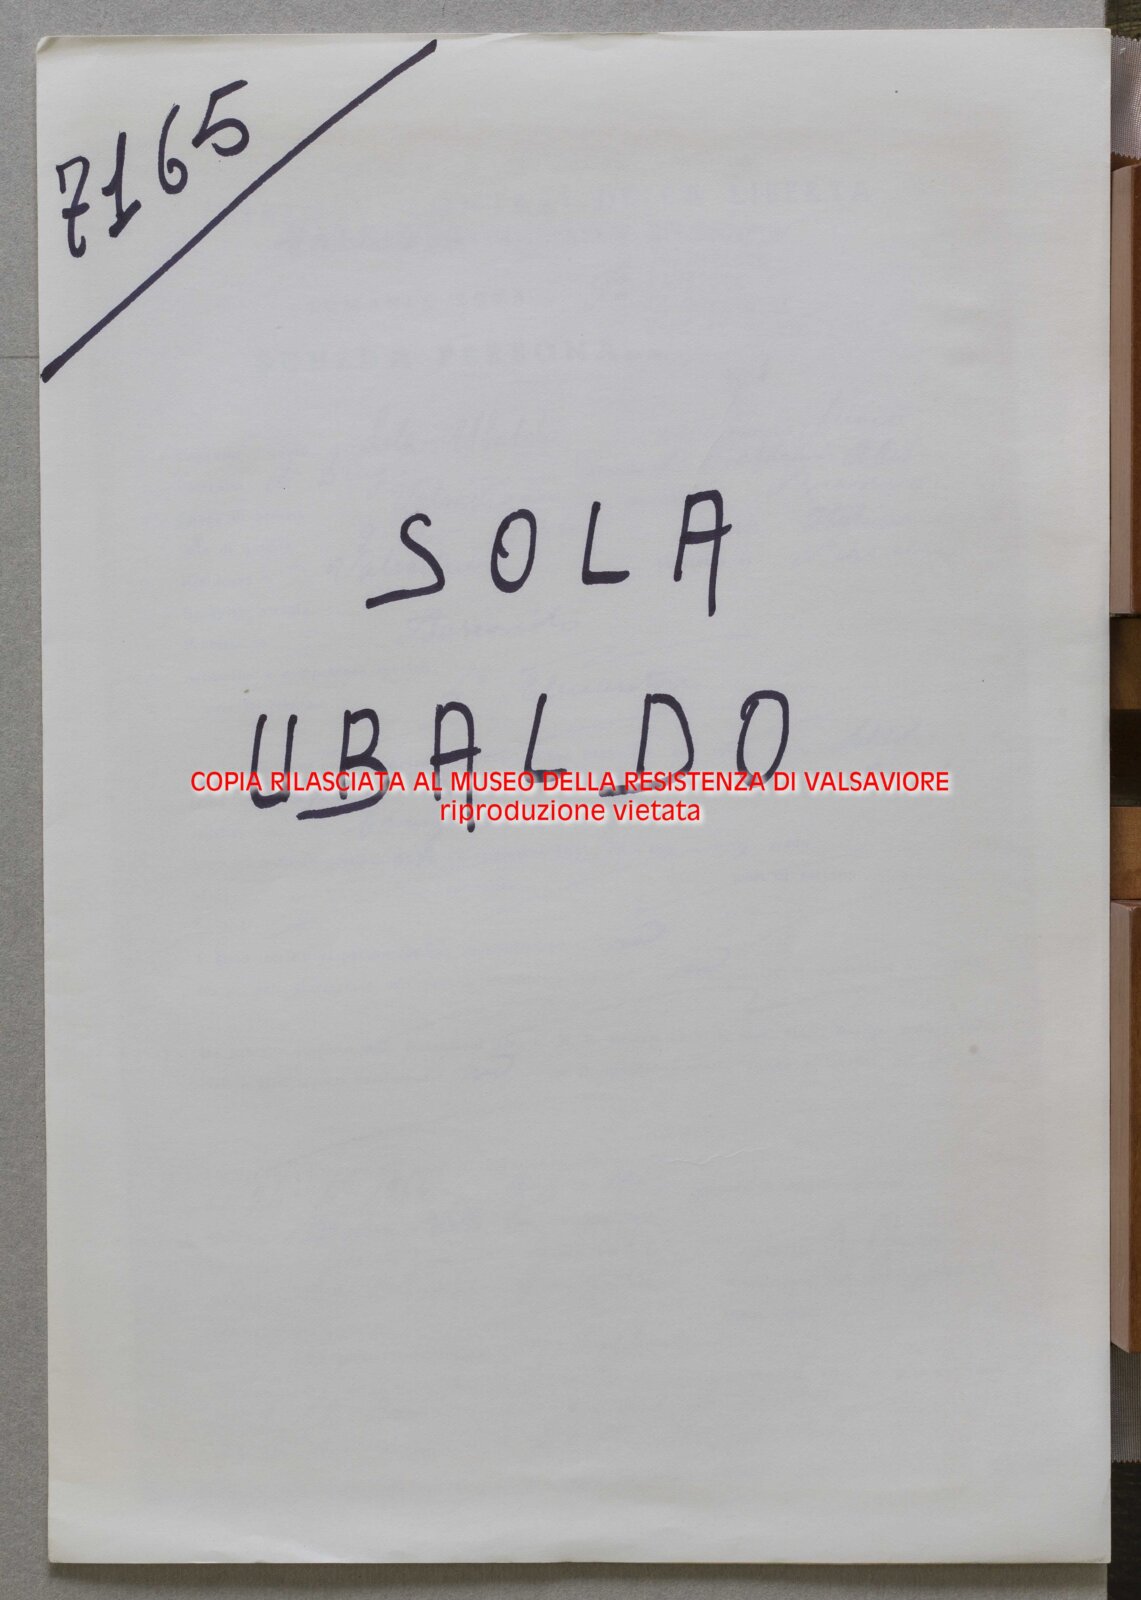 7165
SOLA
UBALDO
COPIA RILASCIATA AL MUSEO DELLA RESISTENZA DI VALSAVIORE
riproduzione vietata